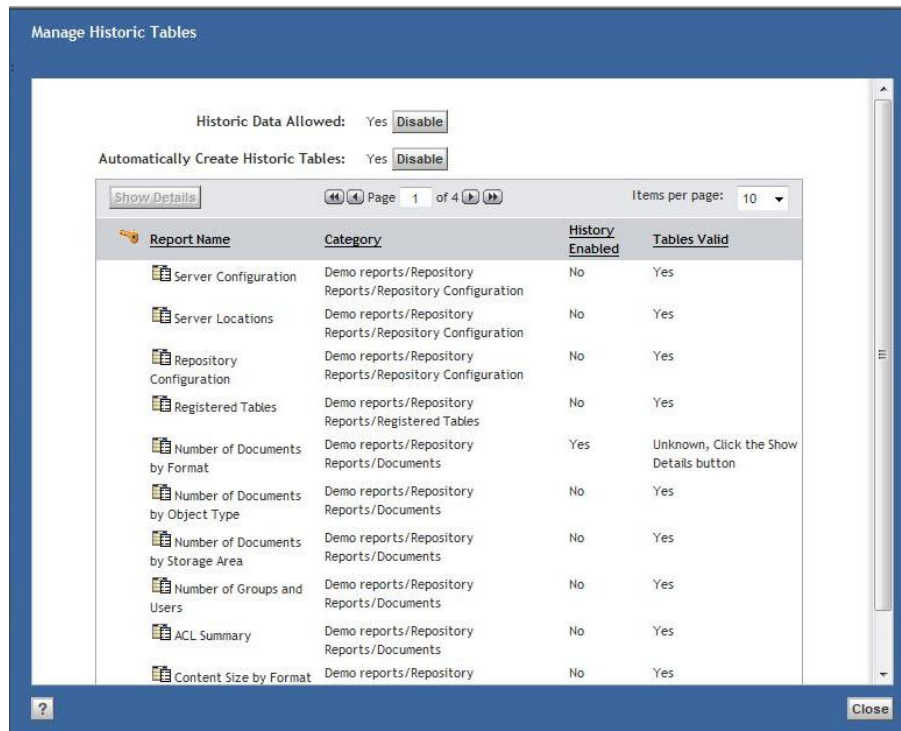 Manage Historic Tables
Historic Data Allowed: Yes Disable
Automatically Create Historic Tables: Yes Disable
Show Details Page 1 of 4 Items per page: 10
Report Name Category History Enabled Tables Valid
Server Configuration Demo reports/Repository No Yes
Reports/Repository Configuration
Server Locations Demo reports/Repository No Yes
Reports/Repository Configuration
Repository Demo reports/Repository No Yes
Configuration Reports/Repository Configuration
Registered Tables Demo reports/Repository No Yes
Reports/Registered Tables
Number of Documents Demo reports/Repository Yes Unknown, Click the Show
by Format Reports/Documents Details button
Number of Documents Demo reports/Repository No Yes
by Object Type Reports/Documents
Number of Documents Demo reports/Repository No Yes
by Storage Area Reports/Documents
Number of Groups and Demo reports/Repository No Yes
Users Reports/Documents
ACL Summary Demo reports/Repository No Yes
Reports/Documents
Content Size by Format Demo reports/Repository No Yes
? Close